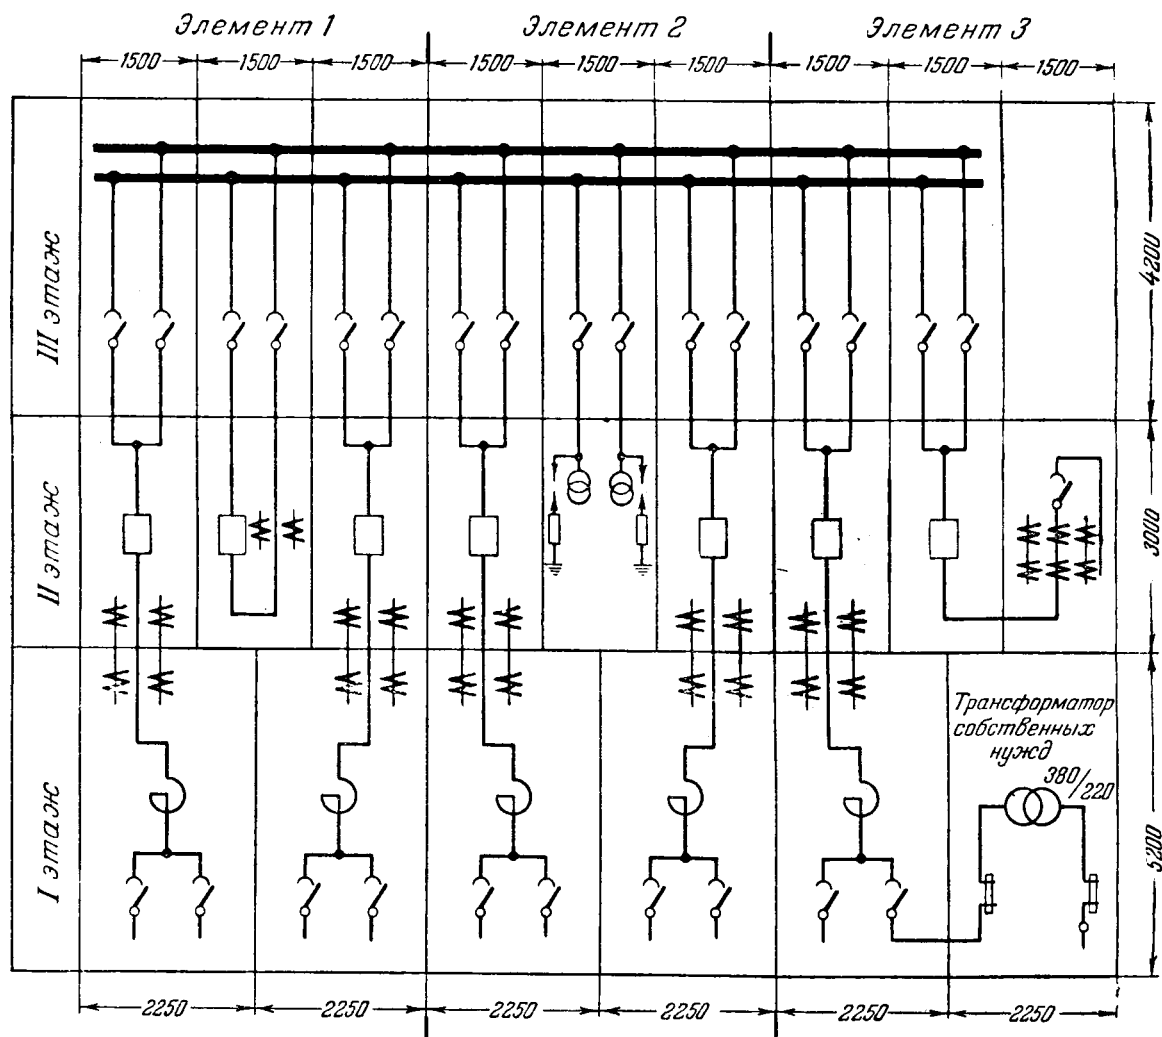 Элемент 1 Элемент 2 Элемент 3
1500 1500 1500 1500 1500 1500 1500 1500 1500
III этаж
4200
II этаж
3000
I этаж
Трансформатор
собственных
нужд
380/220
5200
2250 2250 2250 2250 2250 2250